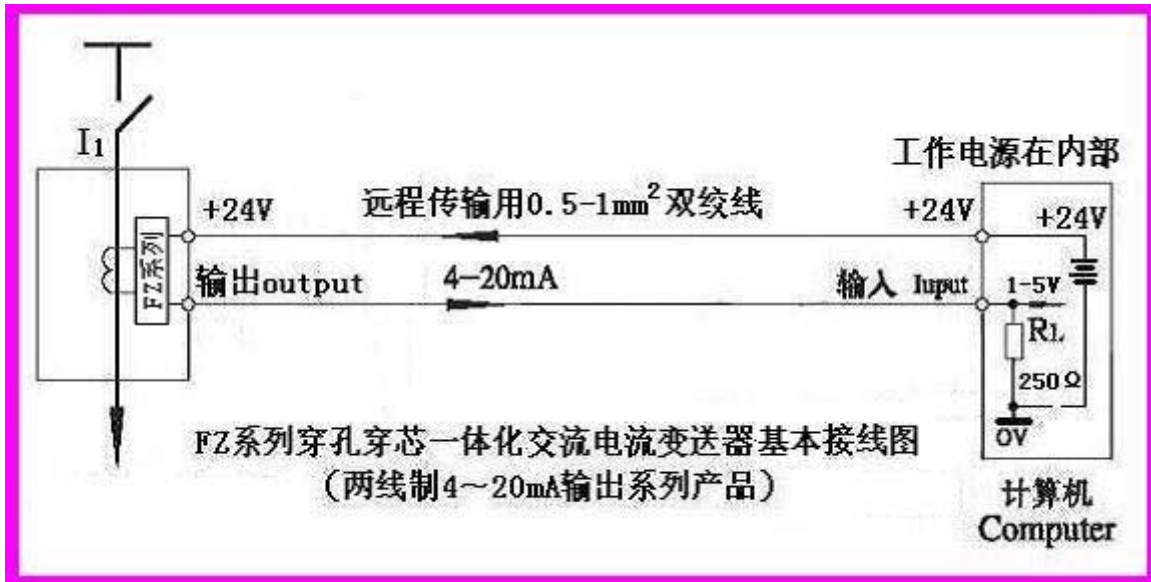 I1
工作电源在内部
+24V
远程传输用0.5-1mm²双绞线
+24V
+24V
FZ系列
输出output
4-20mA
输入 Iuput
1-5V
RL
250Ω
0V
FZ系列穿孔穿芯一体化交流电流变送器基本接线图
（两线制4～20mA输出系列产品）
计算机
Computer